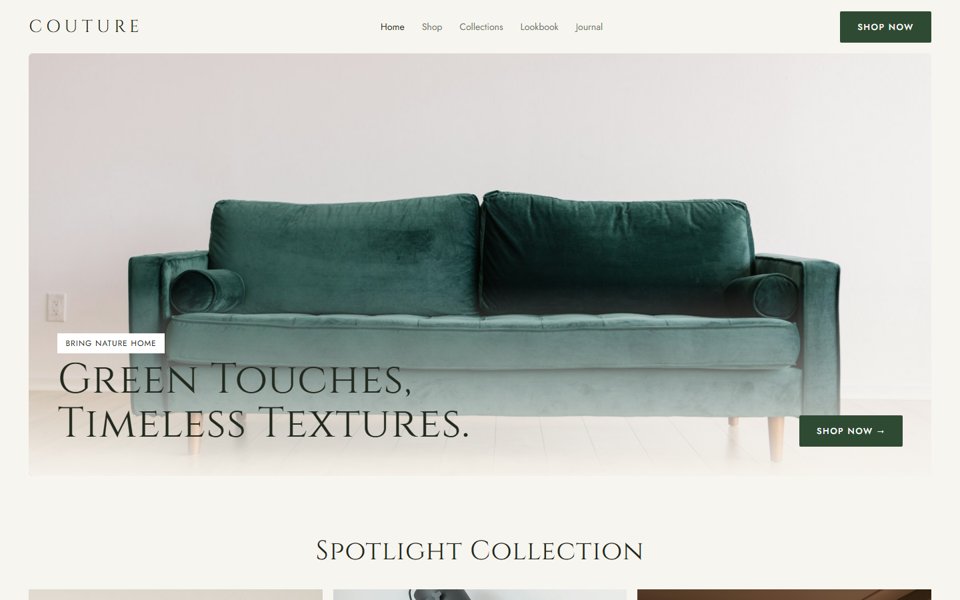 COUTURE
Home Shop Collections Lookbook Journal
SHOP NOW
BRING NATURE HOME
Green Touches,
Timeless Textures.
SHOP NOW →
Spotlight Collection